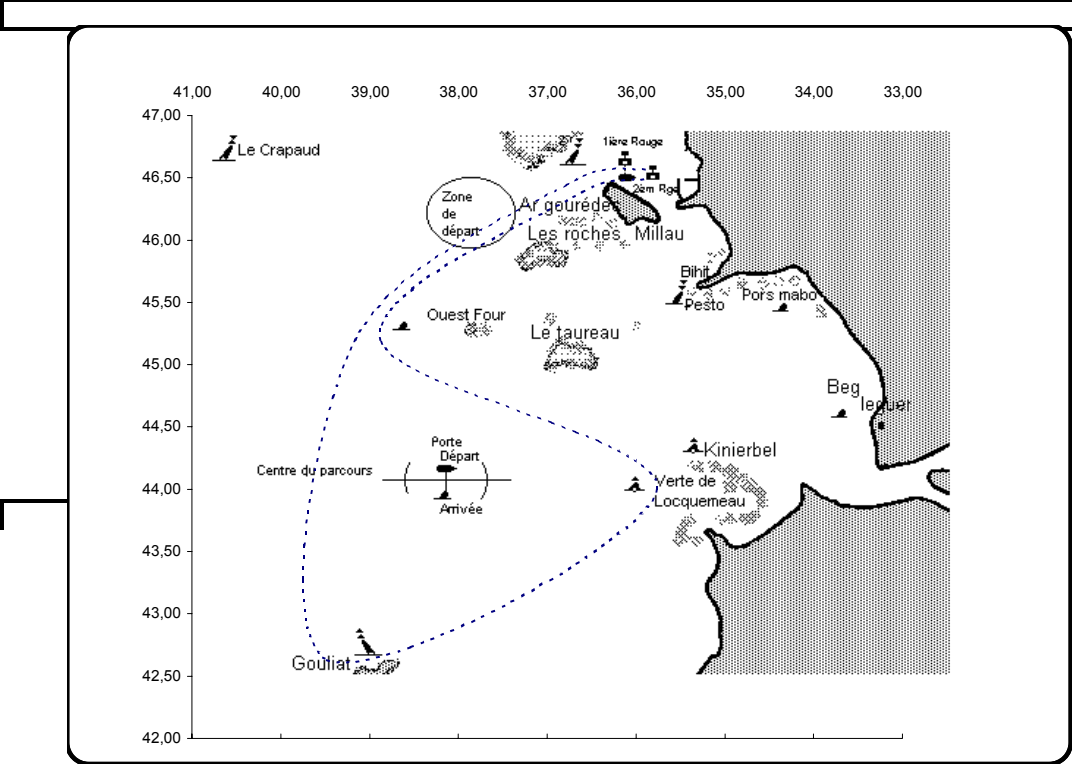 41,00 40,00 39,00 38,00 37,00 36,00 35,00 34,00 33,00
47,00
46,50
46,00
45,50
45,00
44,50
44,00
43,50
43,00
42,50
42,00
Le Crapaud
1ière Rouge
2èm Rge
Zone
de
départ
Ar gourédec
Les roches
Millau
Bihit
Pesto
Pors mabo
Ouest Four
Le taureau
Beg
leguer
Porte
Départ
Kinierbel
Centre du parcours
Verte de
Locquemeau
Arrivée
Gouliat